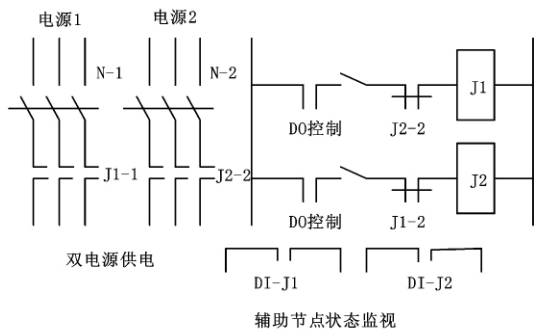 电源1
电源2
N-1
N-2
J1
DO控制
J2-2
J1-1
J2-2
J2
DO控制
J1-2
双电源供电
DI-J1
DI-J2
辅助节点状态监视